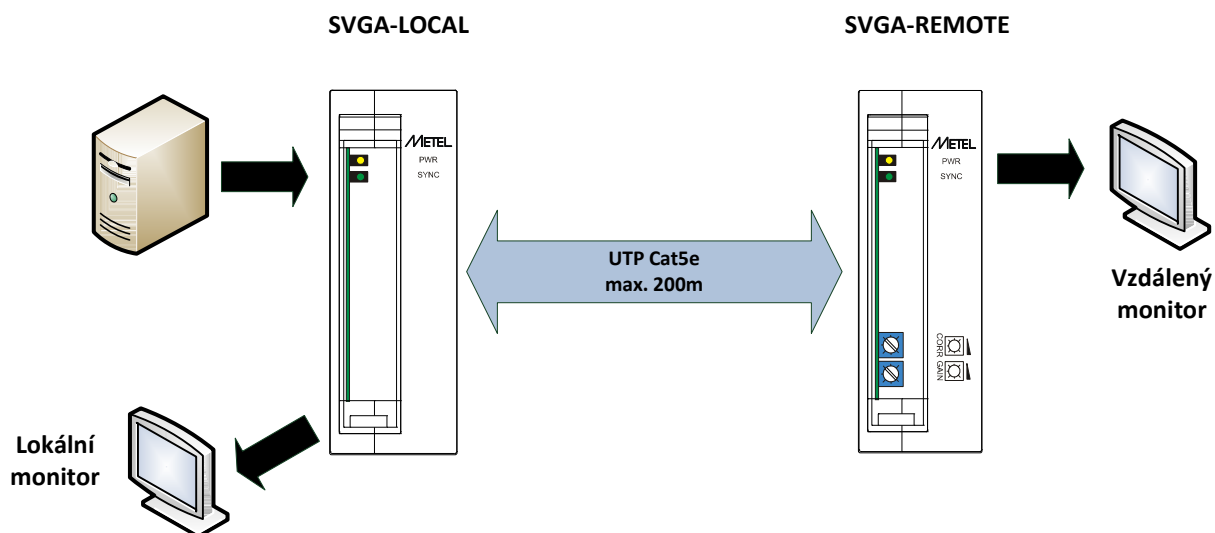 SVGA-LOCAL
SVGA-REMOTE
METEL
PWR
SYNC
METEL
PWR
SYNC
UTP Cat5e
max. 200m
Vzdálený
monitor
CORR
GAIN
Lokální
monitor